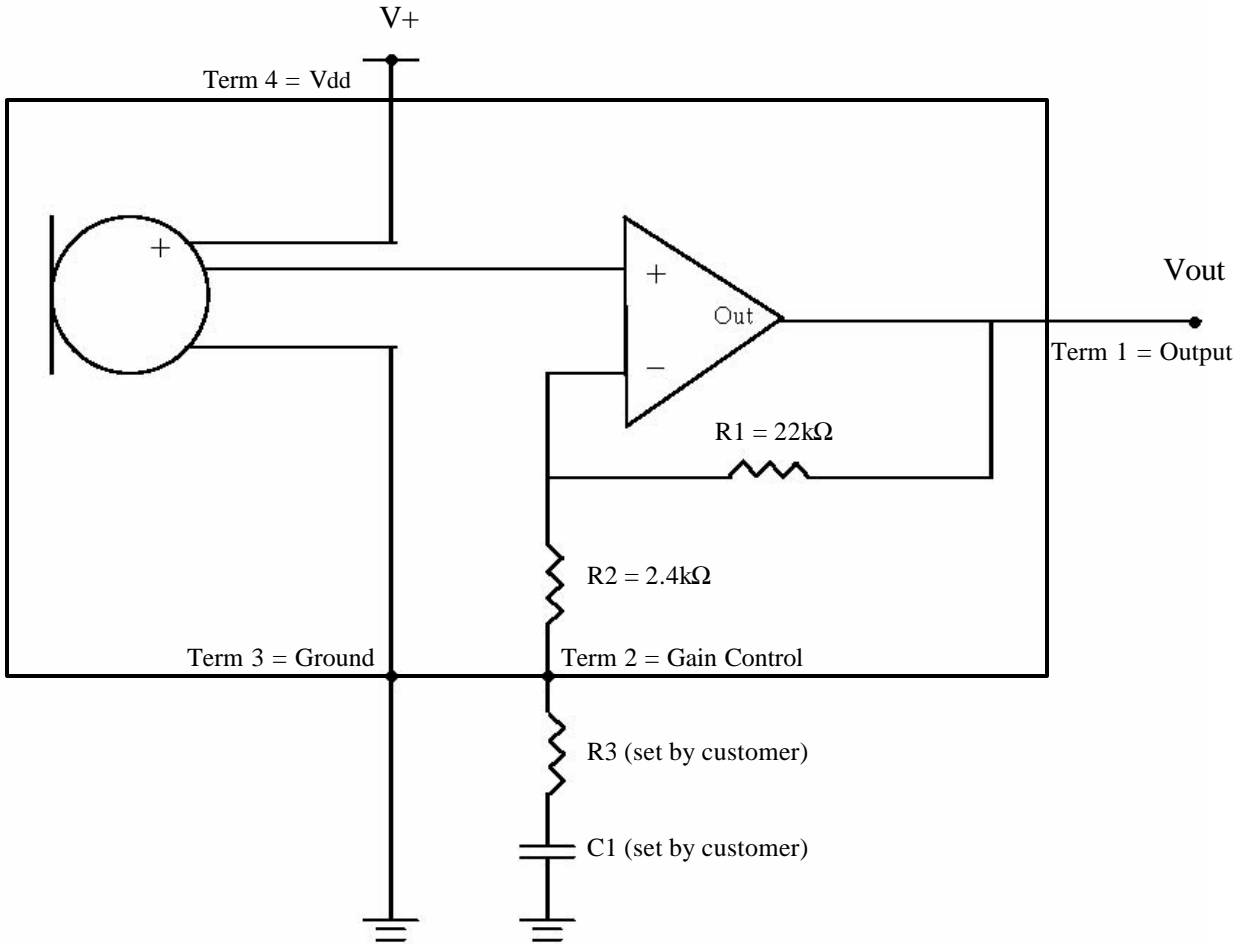 V+
Term 4 = Vdd
+
+
Vout
Out
Term 1 = Output
−
R1 = 22kΩ
R2 = 2.4kΩ
Term 3 = Ground
Term 2 = Gain Control
R3 (set by customer)
C1 (set by customer)